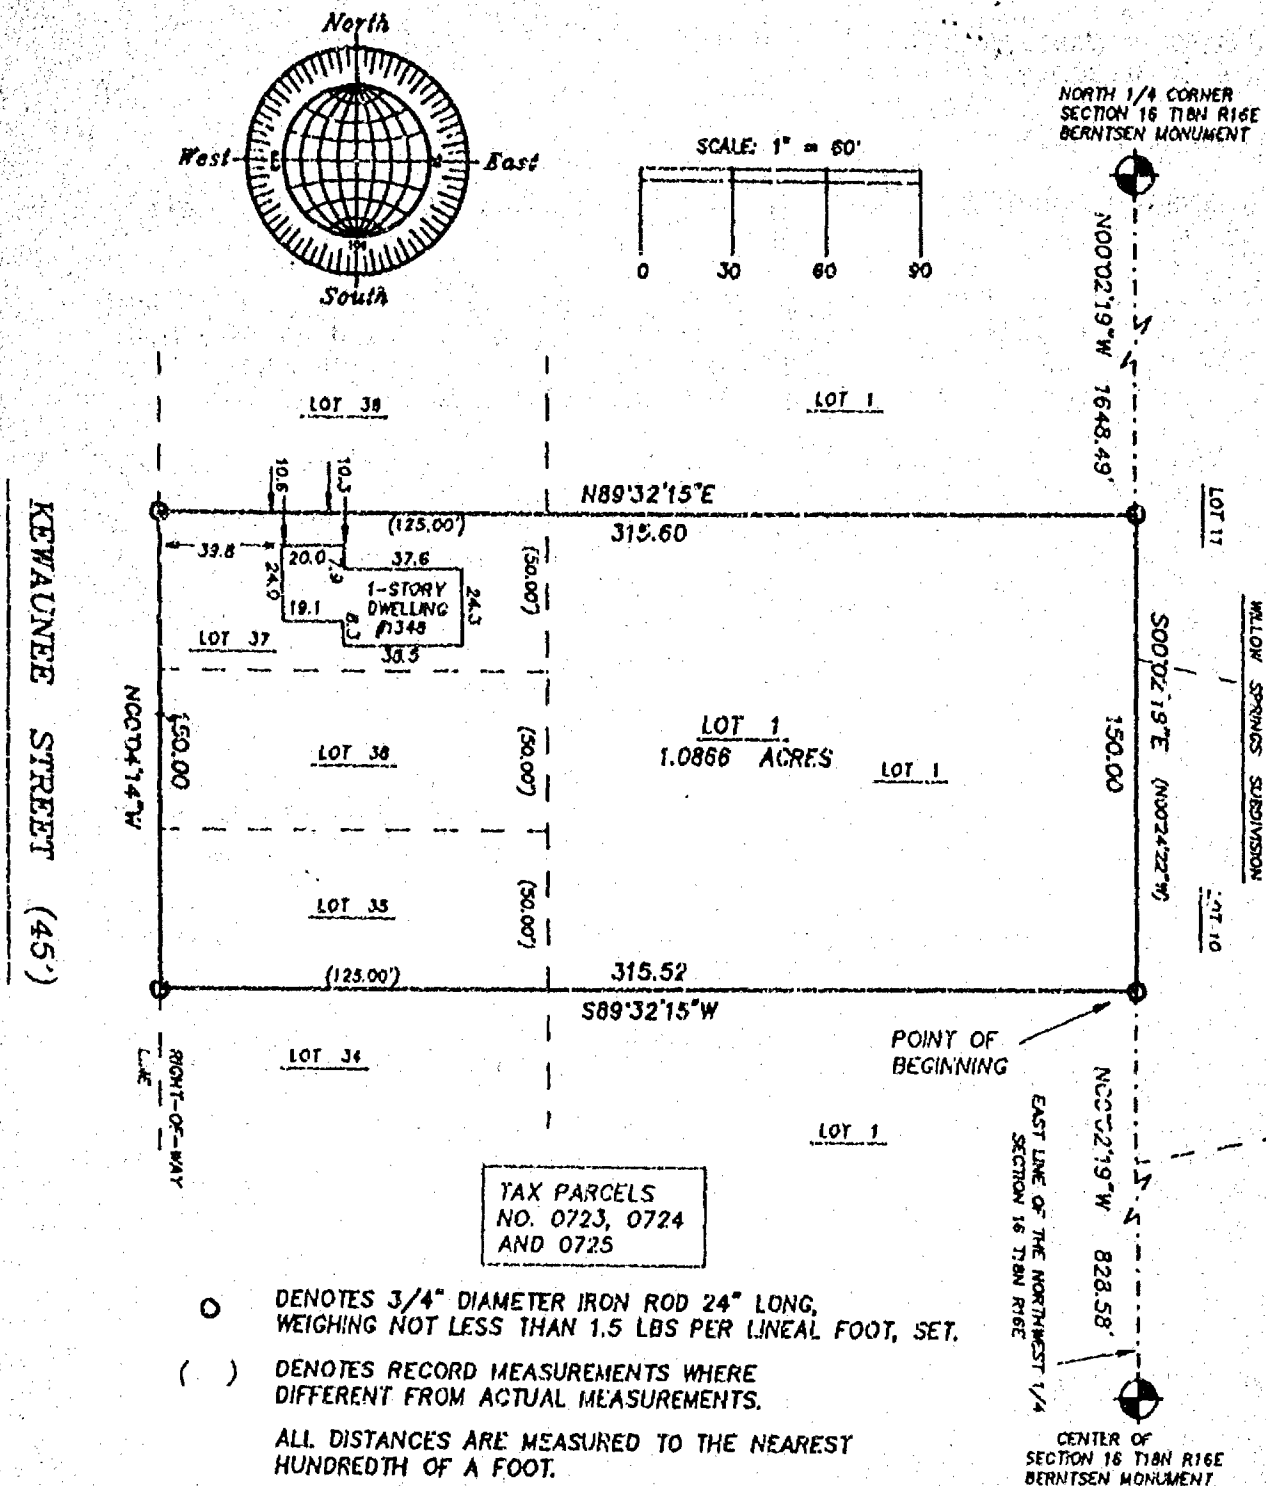 North
West
East
South
SCALE: 1" = 60'
0 30 60 90
NORTH 1/4 CORNER
SECTION 16 T18N R16E
BERNTSEN MONUMENT
N00°02'19"W 1648.49'
LOT 38
LOT 1
LOT 17
10.6
10.3
N89°32'15"E
(125.00')
315.60
39.8
20.0
7.9
37.6
24.0
1-STORY
DWELLING
#1348
24.3
19.1
8.3
38.5
(50.00')
LOT 37
KEWAUNEE STREET (45')
N00°04'14"W
150.00
LOT 36
(50.00')
LOT 1
1.0866 ACRES
LOT 1
150.00
S00°02'19"E (N00°24'22"W)
WILLOW SPRINGS SUBDIVISION
LOT 35
(50.00')
LOT 10
(125.00')
315.52
S89°32'15"W
POINT OF
BEGINNING
LOT 34
RIGHT-OF-WAY
LINE
LOT 1
N00°02'19"W 828.58'
EAST LINE OF THE NORTHWEST 1/4
SECTION 16 T18N R16E
TAX PARCELS
NO. 0723, 0724
AND 0725
DENOTES 3/4" DIAMETER IRON ROD 24" LONG,
WEIGHING NOT LESS THAN 1.5 LBS PER LINEAL FOOT, SET.
( ) DENOTES RECORD MEASUREMENTS WHERE
DIFFERENT FROM ACTUAL MEASUREMENTS.
ALL DISTANCES ARE MEASURED TO THE NEAREST
HUNDREDTH OF A FOOT.
CENTER OF
SECTION 16 T18N R16E
BERNTSEN MONUMENT